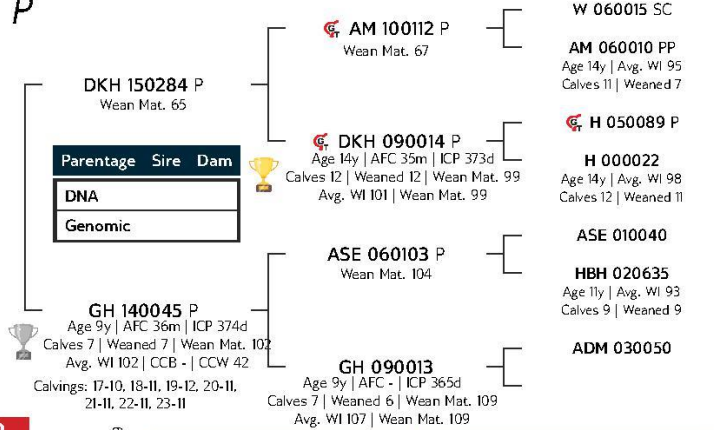 P
DKH 150284 P
Wean Mat. 65
Parentage Sire Dam
DNA
Genomic
GH 140045 P
Age 9y | AFC 36m | ICP 374d
Calves 7 | Weaned 7 | Wean Mat. 102
Avg. WI 102 | CCB - | CCW 42
Calvings: 17-10, 18-11, 19-12, 20-11,
21-11, 22-11, 23-11
GT AM 100112 P
Wean Mat. 67
GT DKH 090014 P
Age 14y | AFC 35m | ICP 373d
Calves 12 | Weaned 12 | Wean Mat. 99
Avg. WI 101 | Wean Mat. 99
ASE 060103 P
Wean Mat. 104
GH 090013
Age 9y | AFC - | ICP 365d
Calves 7 | Weaned 6 | Wean Mat. 109
Avg. WI 107 | Wean Mat. 109
W 060015 SC
AM 060010 PP
Age 14y | Avg. WI 95
Calves 11 | Weaned 7
GT H 050089 P
H 000022
Age 14y | Avg. WI 98
Calves 12 | Weaned 11
ASE 010040
HBH 020635
Age 11y | Avg. WI 93
Calves 9 | Weaned 9
ADM 030050